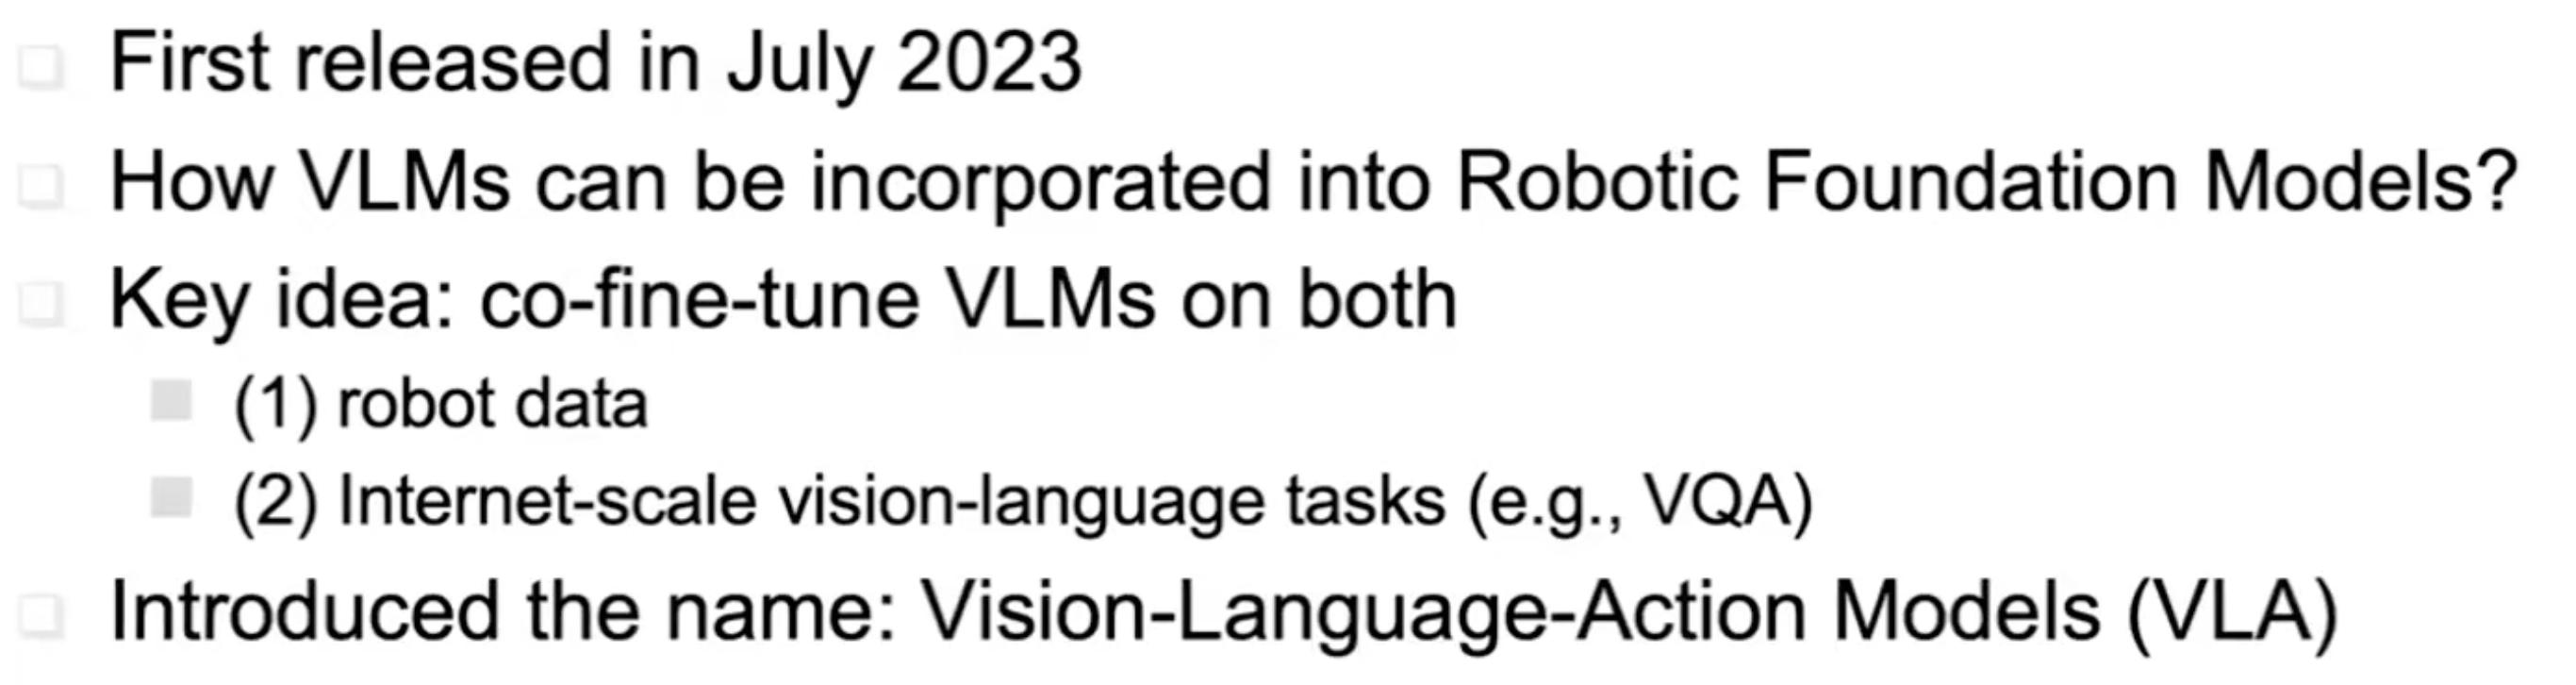 First released in July 2023
How VLMs can be incorporated into Robotic Foundation Models?
Key idea: co-fine-tune VLMs on both
(1) robot data
(2) Internet-scale vision-language tasks (e.g., VQA)
Introduced the name: Vision-Language-Action Models (VLA)